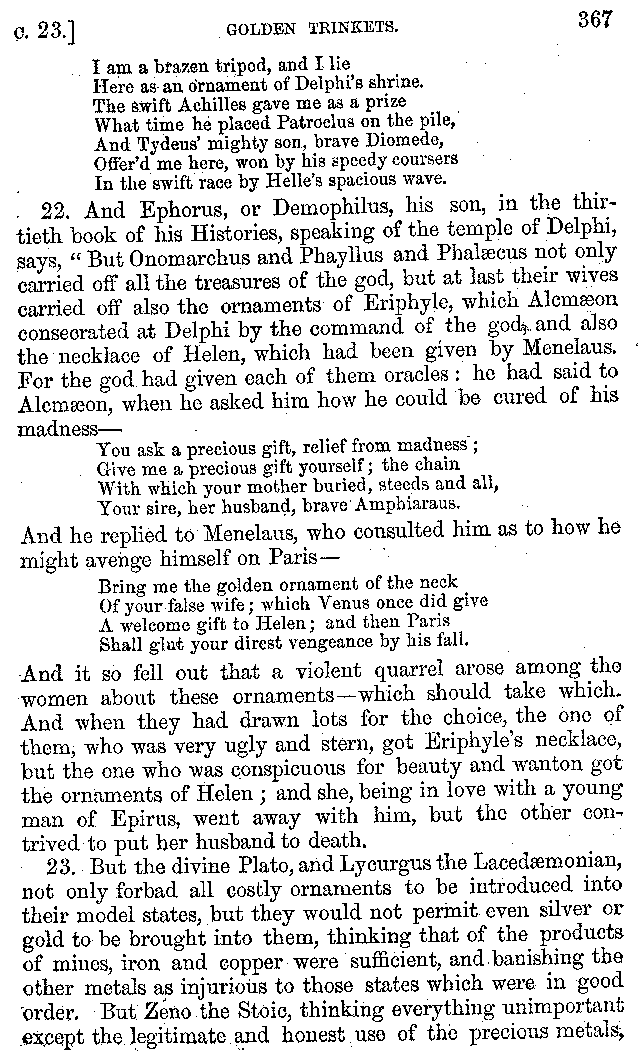 c. 23.] GOLDEN TRINKETS. 367
I am a brazen tripod, and I lie
Here as an ornament of Delphi's shrine.
The swift Achilles gave me as a prize
What time he placed Patroclus on the pile,
And Tydeus' mighty son, brave Diomede,
Offer'd me here, won by his speedy coursers
In the swift race by Helle's spacious wave.
22. And Ephorus, or Demophilus, his son, in the thir-
tieth book of his Histories, speaking of the temple of Delphi,
says, "But Onomarchus and Phayllus and Phalæcus not only
carried off all the treasures of the god, but at last their wives
carried off also the ornaments of Eriphyle, which Alcmæon
consecrated at Delphi by the command of the god, and also
the necklace of Helen, which had been given by Menelaus.
For the god had given each of them oracles: he had said to
Alcmæon, when he asked him how he could be cured of his
madness—
You ask a precious gift, relief from madness;
Give me a precious gift yourself; the chain
With which your mother buried, steeds and all,
Your sire, her husband, brave Amphiaraus.
And he replied to Menelaus, who consulted him as to how he
might avenge himself on Paris—
Bring me the golden ornament of the neck
Of your false wife; which Venus once did give
A welcome gift to Helen; and then Paris
Shall glut your direst vengeance by his fall.
And it so fell out that a violent quarrel arose among the
women about these ornaments—which should take which.
And when they had drawn lots for the choice, the one of
them, who was very ugly and stern, got Eriphyle's necklace,
but the one who was conspicuous for beauty and wanton got
the ornaments of Helen; and she, being in love with a young
man of Epirus, went away with him, but the other con-
trived to put her husband to death.
23. But the divine Plato, and Lycurgus the Lacedæmonian,
not only forbad all costly ornaments to be introduced into
their model states, but they would not permit even silver or
gold to be brought into them, thinking that of the products
of mines, iron and copper were sufficient, and banishing the
other metals as injurious to those states which were in good
order. But Zeno the Stoic, thinking everything unimportant
except the legitimate and honest use of the precious metals,